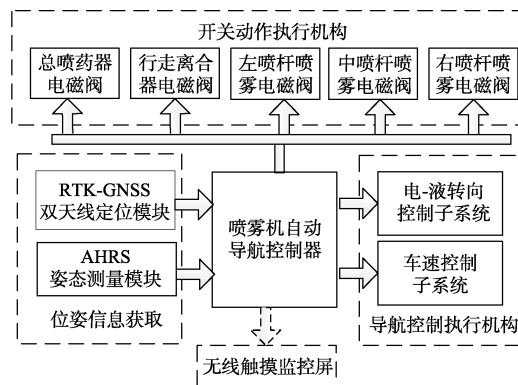 开关动作执行机构
总喷药器
电磁阀
行走离合
器电磁阀
左喷杆喷
雾电磁阀
中喷杆喷
雾电磁阀
右喷杆喷
雾电磁阀
RTK-GNSS
双天线定位模块
AHRS
姿态测量模块
位姿信息获取
喷雾机自动
导航控制器
电-液转向
控制子系统
车速控制
子系统
导航控制执行机构
无线触摸监控屏